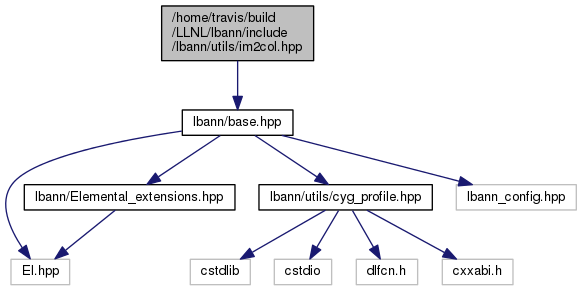 /home/travis/build
/LLNL/lbann/include
/lbann/utils/im2col.hpp
lbann/base.hpp
lbann/Elemental_extensions.hpp
lbann/utils/cyg_profile.hpp
lbann_config.hpp
El.hpp
cstdlib
cstdio
dlfcn.h
cxxabi.h